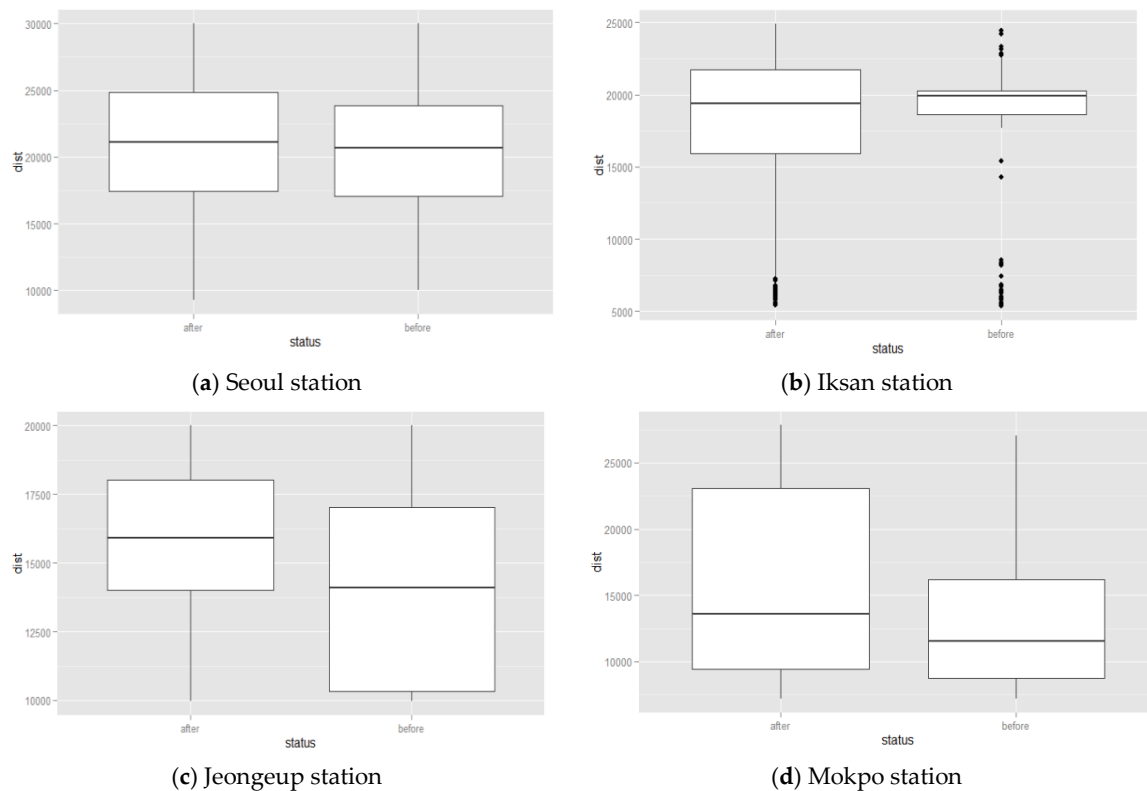 30000
25000
20000
15000
10000
dist
after before
status
(a) Seoul station
25000
20000
15000
10000
5000
dist
after before
status
(b) Iksan station
20000
17500
15000
12500
10000
dist
after before
status
(c) Jeongeup station
25000
20000
15000
10000
dist
after before
status
(d) Mokpo station